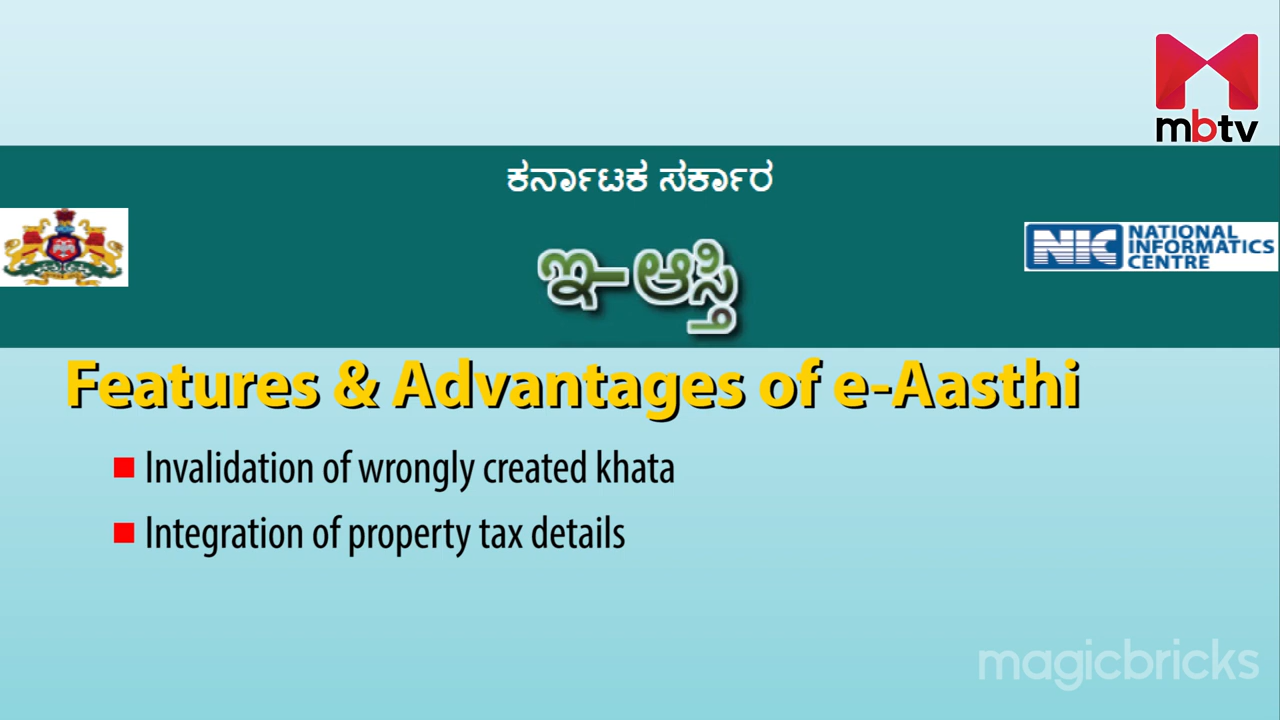 mbtv
ಕರ್ನಾಟಕ ಸರ್ಕಾರ
ಇ-ಆಸ್ತಿ
NIC NATIONAL INFORMATICS CENTRE
Features & Advantages of e-Aasthi
Invalidation of wrongly created khata
Integration of property tax details
magicbricks